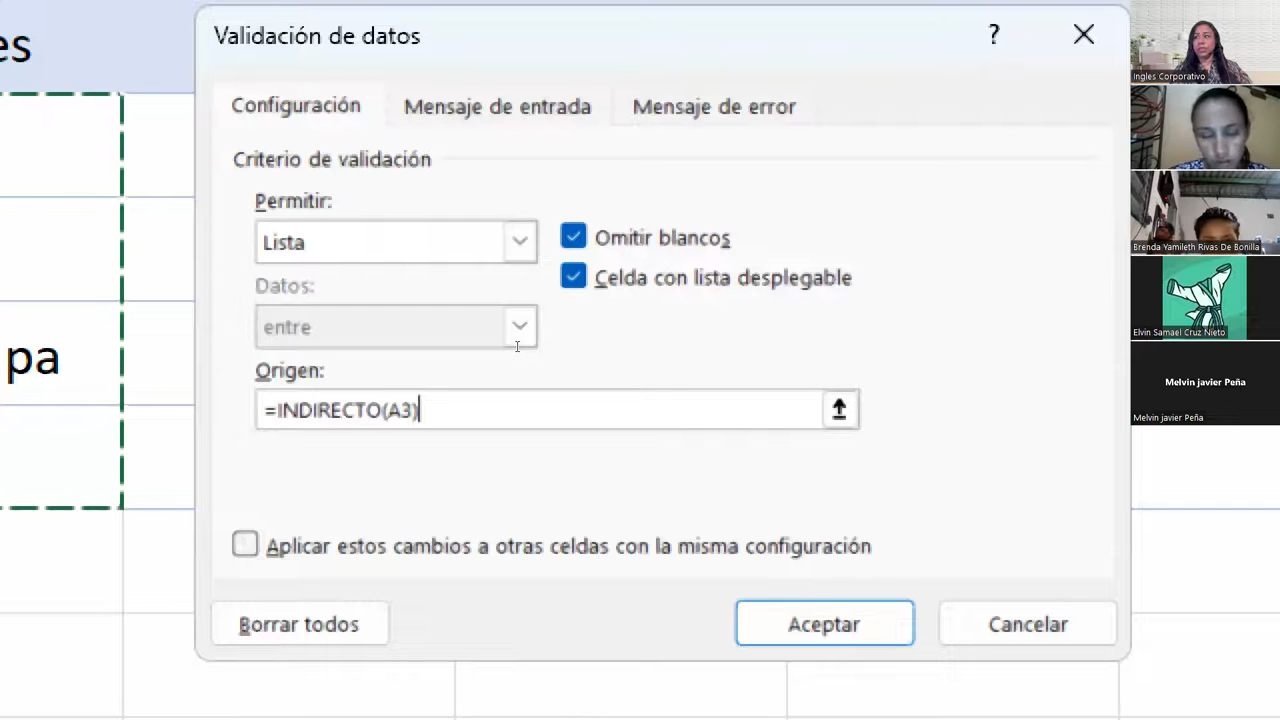 es
pa
Validación de datos
?
Configuración
Mensaje de entrada
Mensaje de error
Criterio de validación
Permitir:
Lista
Omitir blancos
Celda con lista desplegable
Datos:
entre
Origen:
=INDIRECTO(A3)
Aplicar estos cambios a otras celdas con la misma configuración
Borrar todos
Aceptar
Cancelar
Ingles Corporativo
Brenda Yamileth Rivas De Bonilla
Elvin Samael Cruz Nieto
Melvin javier Peña
Melvin javier Peña